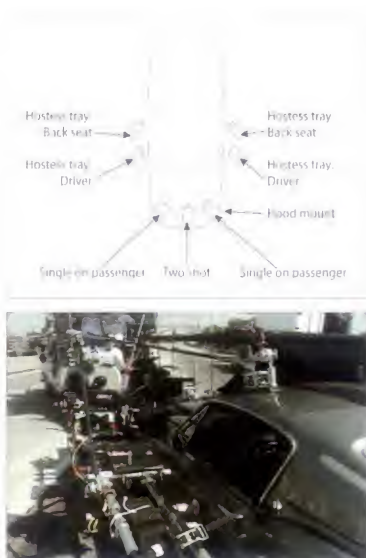 Hostess tray
Back seat
Hostess tray
Driver
Hostess tray
Back seat
Hostess tray
Driver
Hood mount
Single on passenger
Two shot
Single on passenger